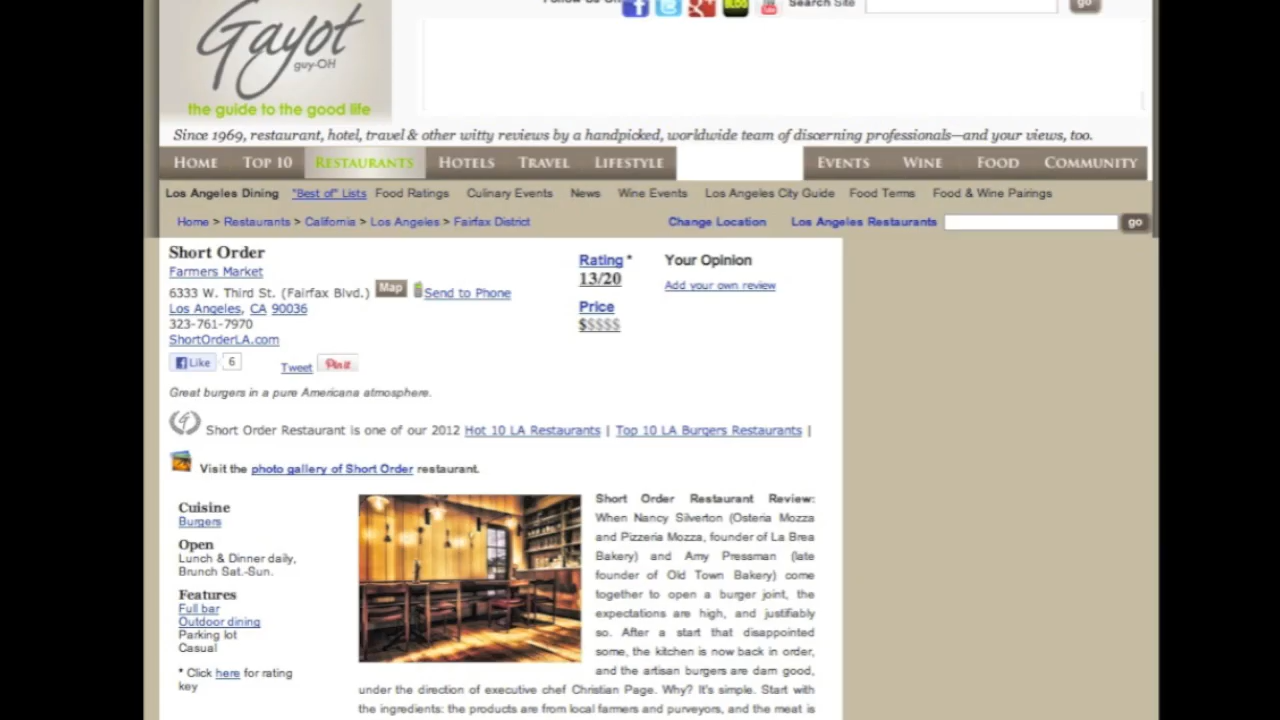 Follow Us On
BLOG
You Tube
Search Site
go
Gayot
guy-OH
the guide to the good life
Since 1969, restaurant, hotel, travel & other witty reviews by a handpicked, worldwide team of discerning professionals—and your views, too.
HOME TOP 10 RESTAURANTS HOTELS TRAVEL LIFESTYLE EVENTS WINE FOOD COMMUNITY
Los Angeles Dining "Best of" Lists Food Ratings Culinary Events News Wine Events Los Angeles City Guide Food Terms Food & Wine Pairings
Home > Restaurants > California > Los Angeles > Fairfax District Change Location Los Angeles Restaurants go
Short Order
Farmers Market
6333 W. Third St. (Fairfax Blvd.) Map Send to Phone
Los Angeles, CA 90036
323-761-7970
ShortOrderLA.com
Like 6 Tweet Pin it
Rating *
13/20
Price
$$$$$
Your Opinion
Add your own review
Great burgers in a pure Americana atmosphere.
Short Order Restaurant is one of our 2012 Hot 10 LA Restaurants | Top 10 LA Burgers Restaurants |
Visit the photo gallery of Short Order restaurant.
Cuisine
Burgers
Open
Lunch & Dinner daily,
Brunch Sat.-Sun.
Features
Full bar
Outdoor dining
Parking lot
Casual
* Click here for rating
key
Short Order Restaurant Review:
When Nancy Silverton (Osteria Mozza
and Pizzeria Mozza, founder of La Brea
Bakery) and Amy Pressman (late
founder of Old Town Bakery) come
together to open a burger joint, the
expectations are high, and justifiably
so. After a start that disappointed
some, the kitchen is now back in order,
and the artisan burgers are darn good,
under the direction of executive chef Christian Page. Why? It's simple. Start with
the ingredients: the products are from local farmers and purveyors, and the meat is